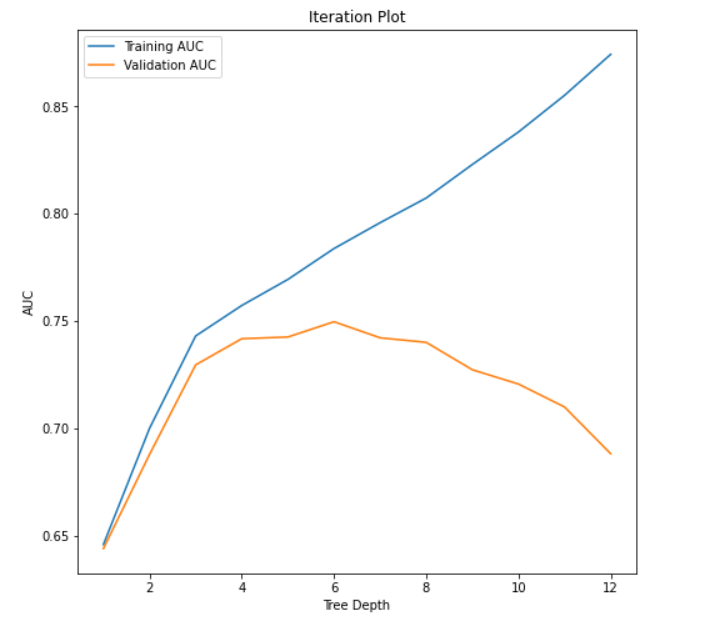 Iteration Plot
Training AUC
Validation AUC
0.85
0.80
0.75
0.70
0.65
AUC
2 4 6 8 10 12
Tree Depth